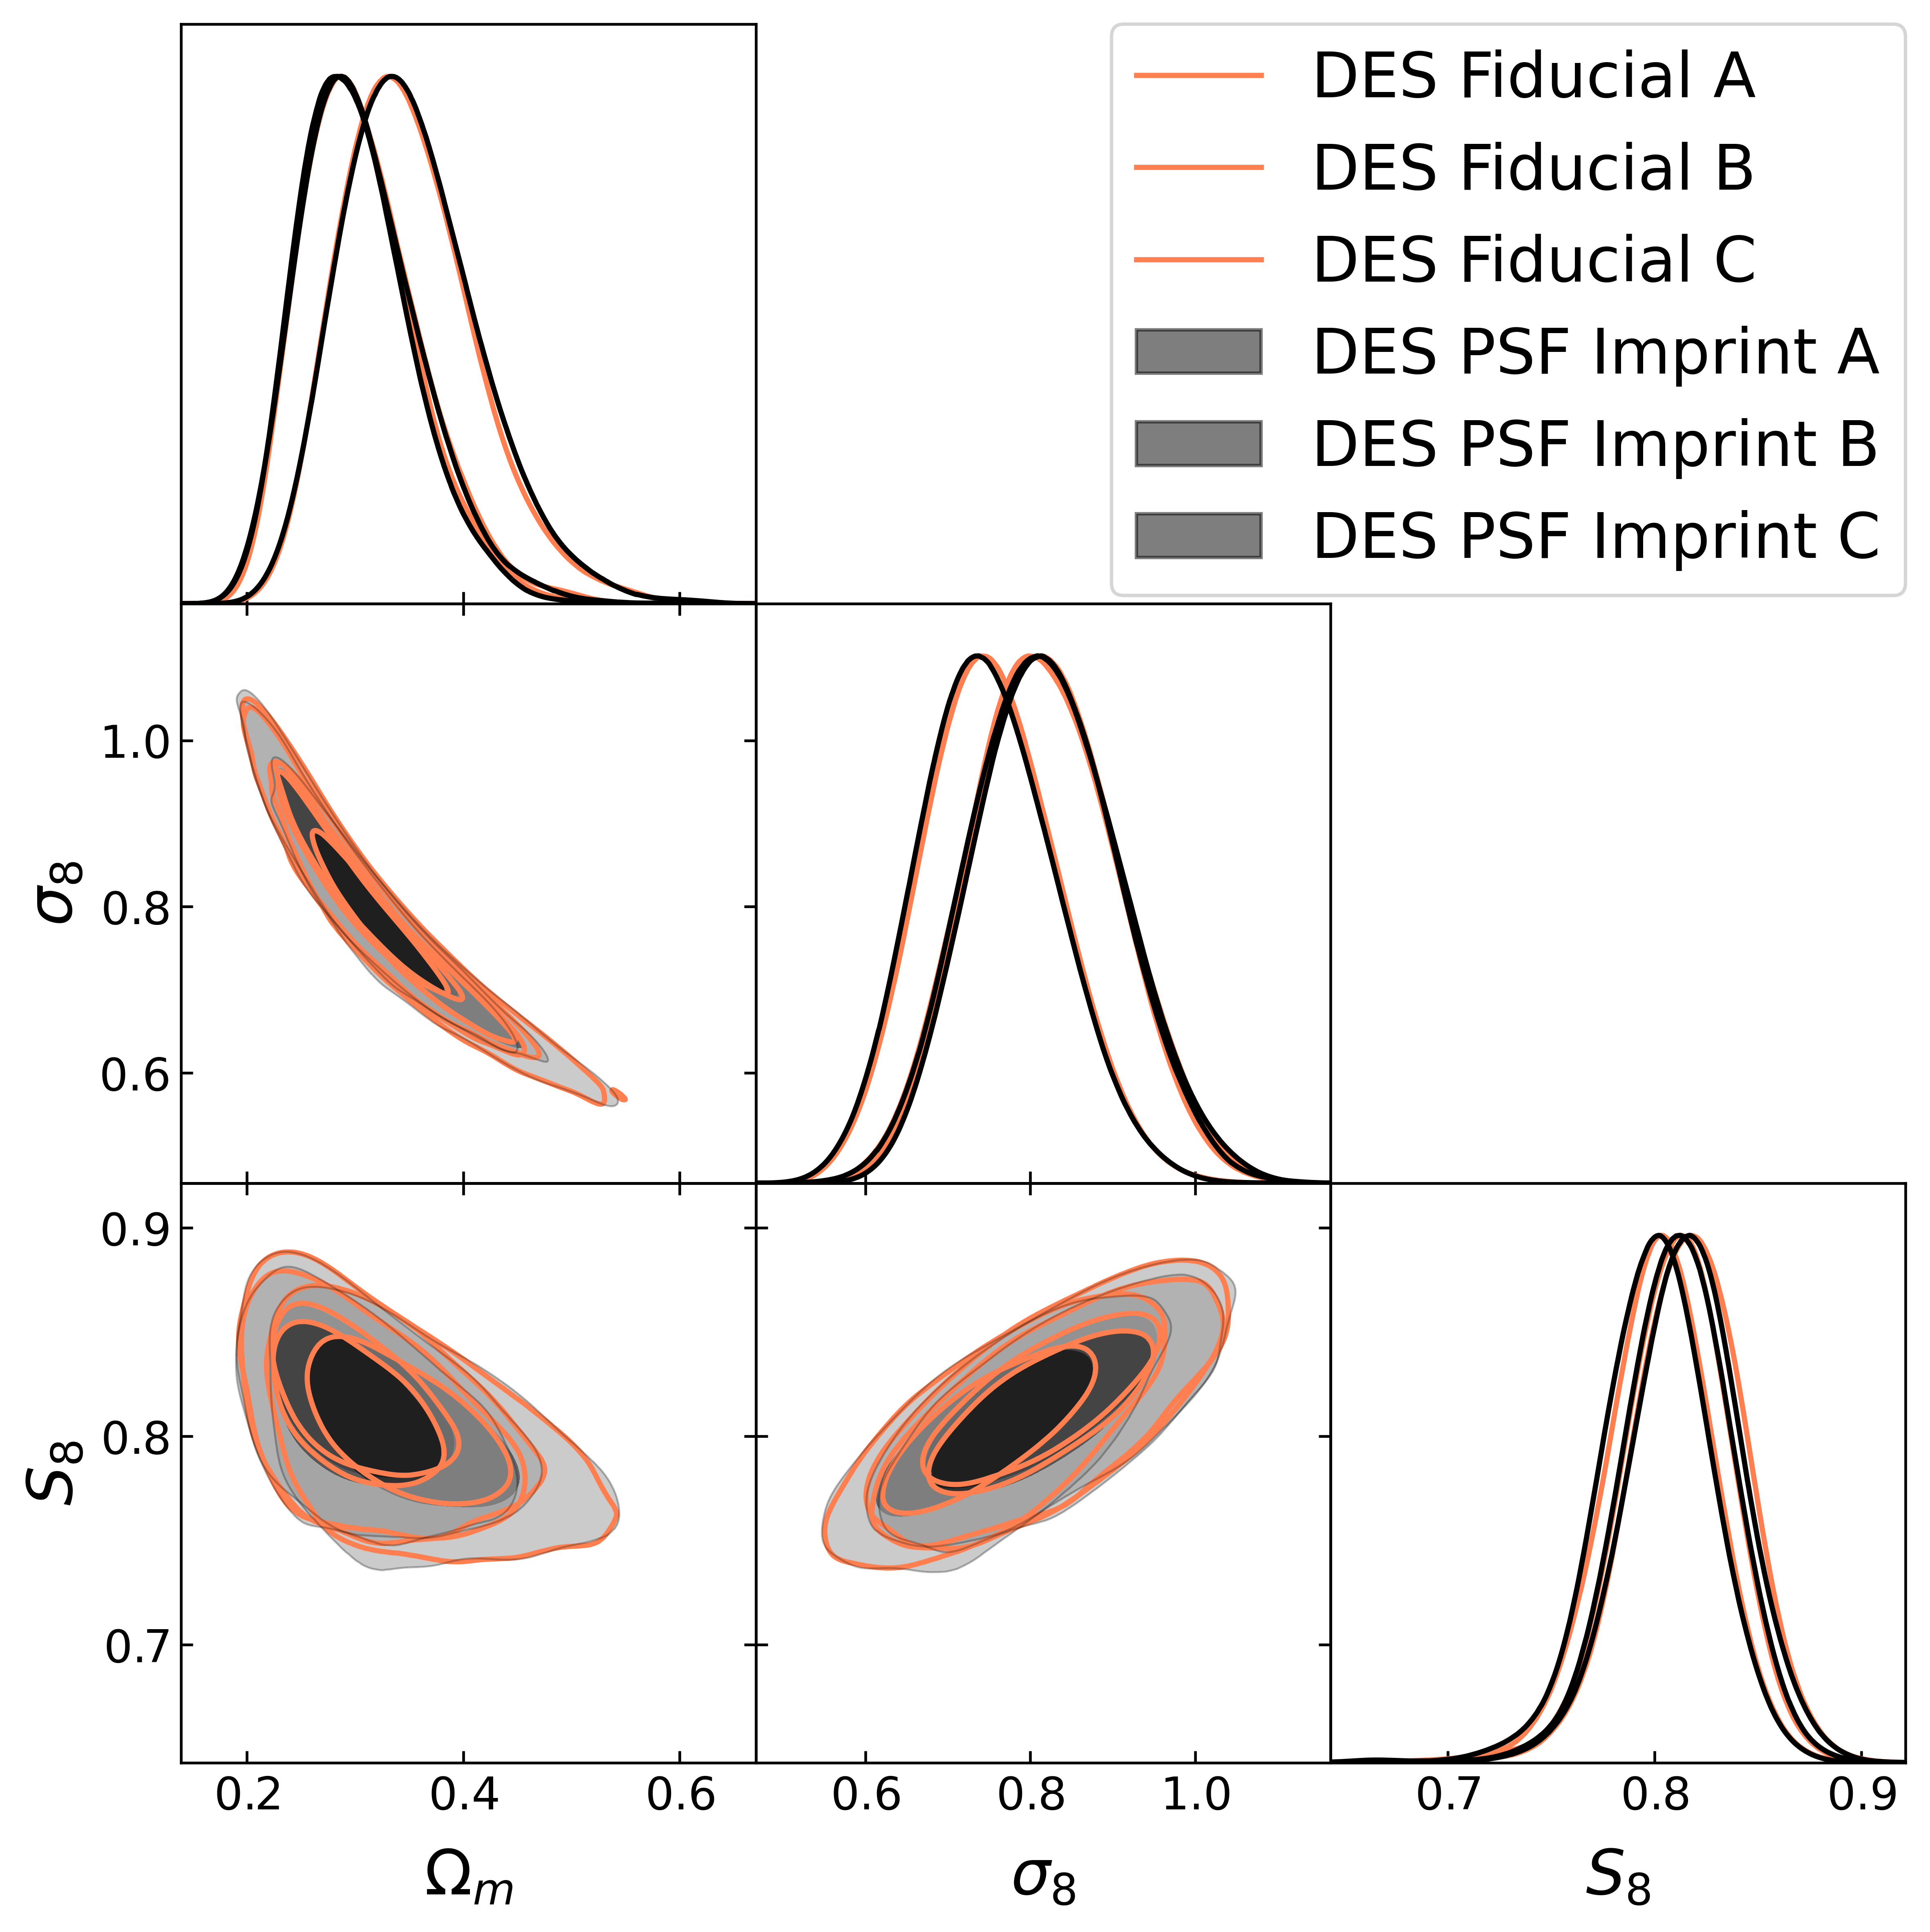 DES Fiducial A
DES Fiducial B
DES Fiducial C
DES PSF Imprint A
DES PSF Imprint B
DES PSF Imprint C
1.0
0.8
0.6
σ8
0.9
0.8
0.7
S8
0.2 0.4 0.6 0.6 0.8 1.0 0.7 0.8 0.9
Ωm σ8 S8